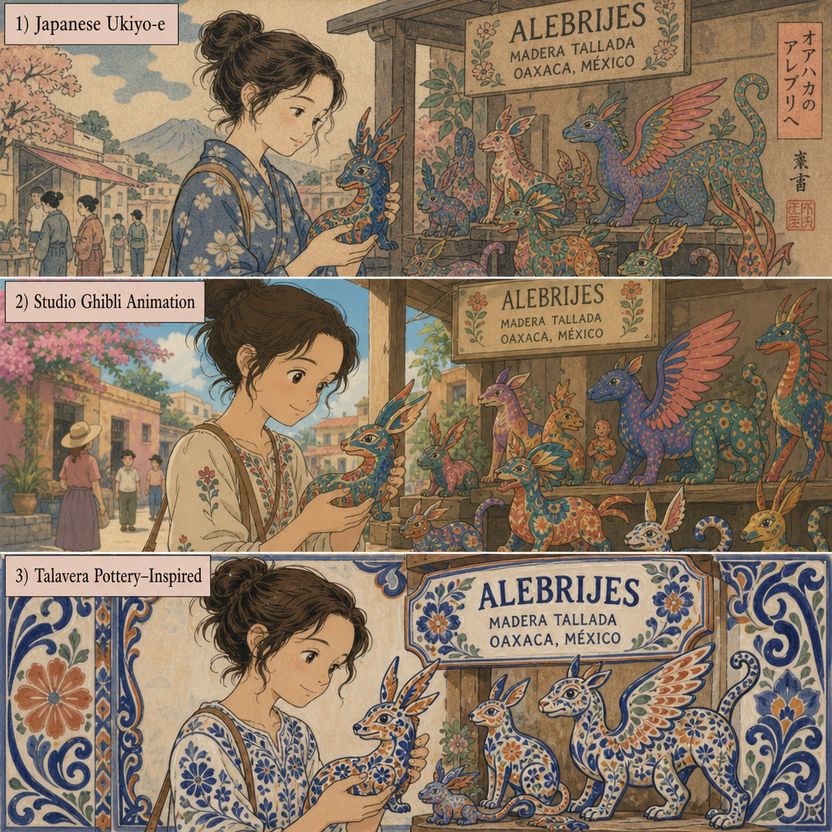 1) Japanese Ukiyo-e
ALEBRIJES
MADERA TALLADA
OAXACA, MÉXICO
オアハカの
アレブリヘ
2) Studio Ghibli Animation
ALEBRIJES
MADERA TALLADA
OAXACA, MÉXICO
3) Talavera Pottery–Inspired
ALEBRIJES
MADERA TALLADA
OAXACA, MÉXICO